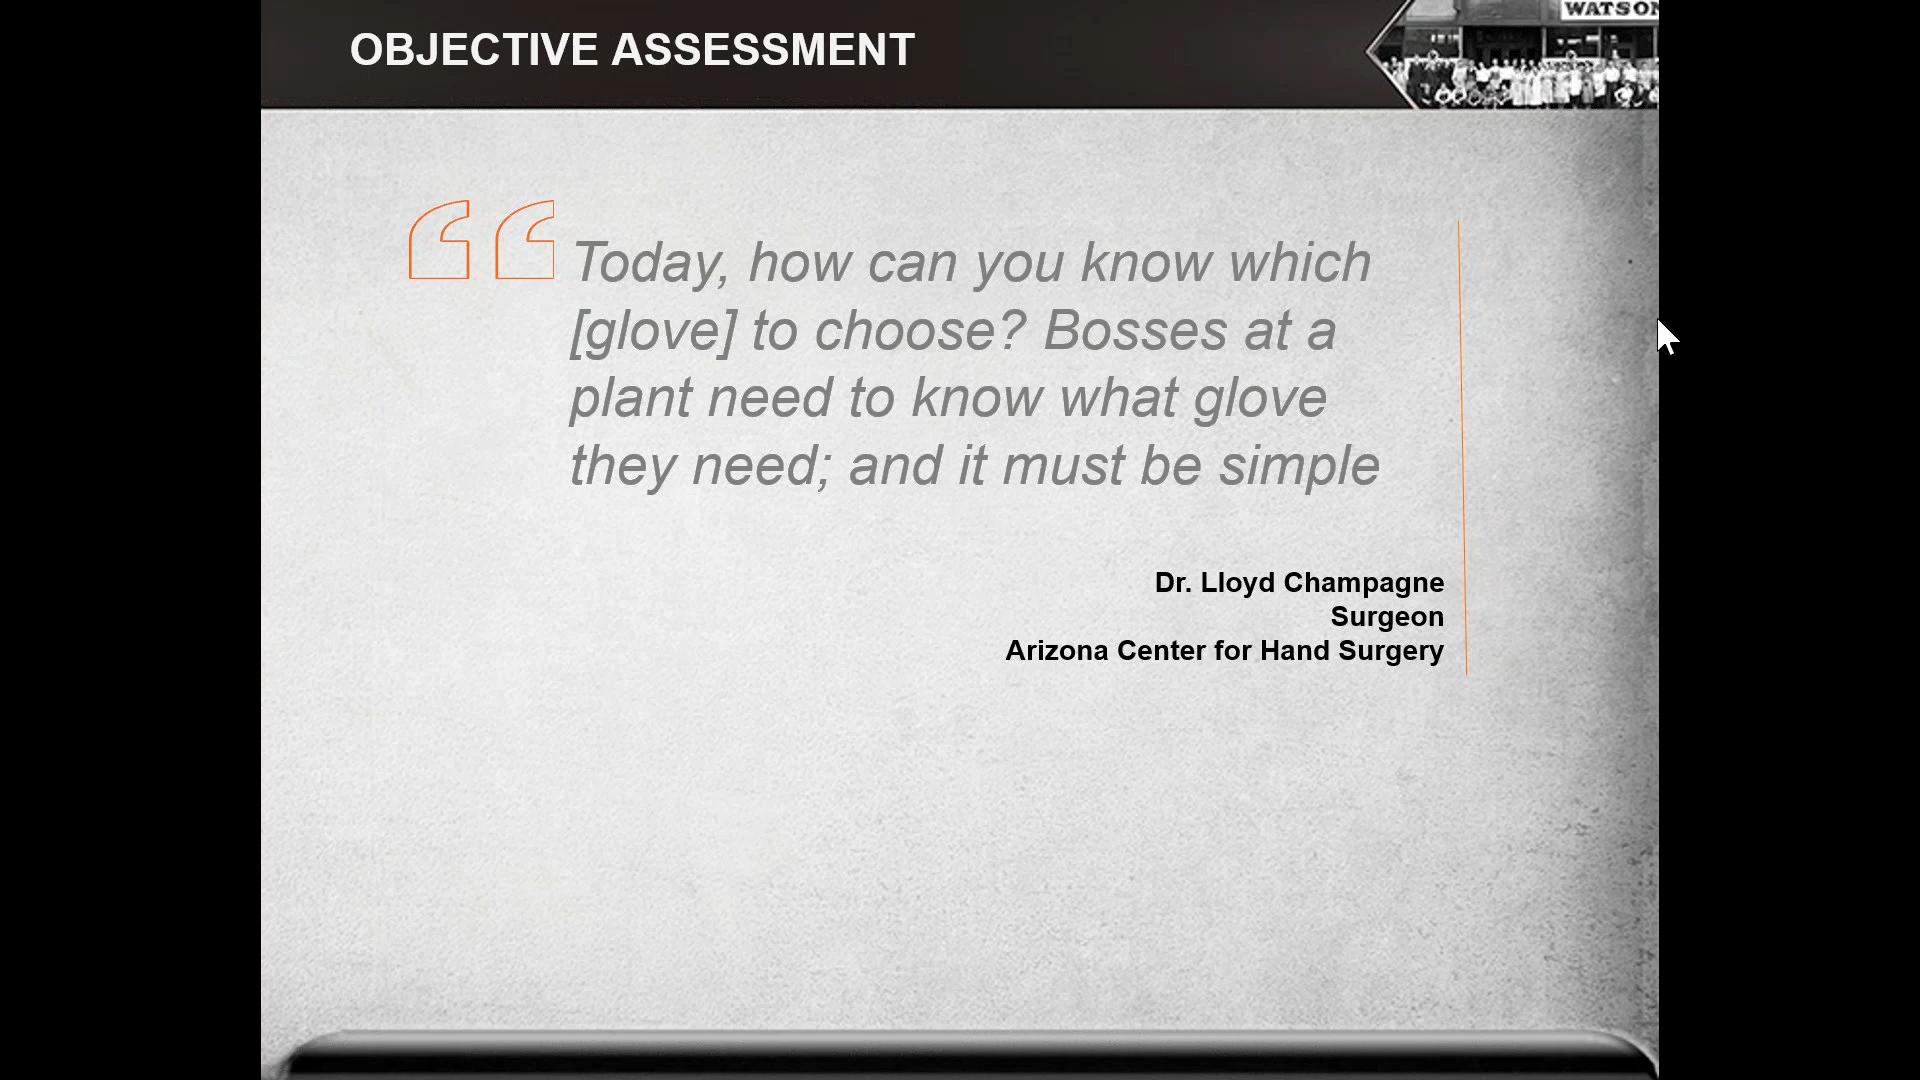 OBJECTIVE ASSESSMENT
WATSON
Today, how can you know which
[glove] to choose? Bosses at a
plant need to know what glove
they need; and it must be simple
Dr. Lloyd Champagne
Surgeon
Arizona Center for Hand Surgery